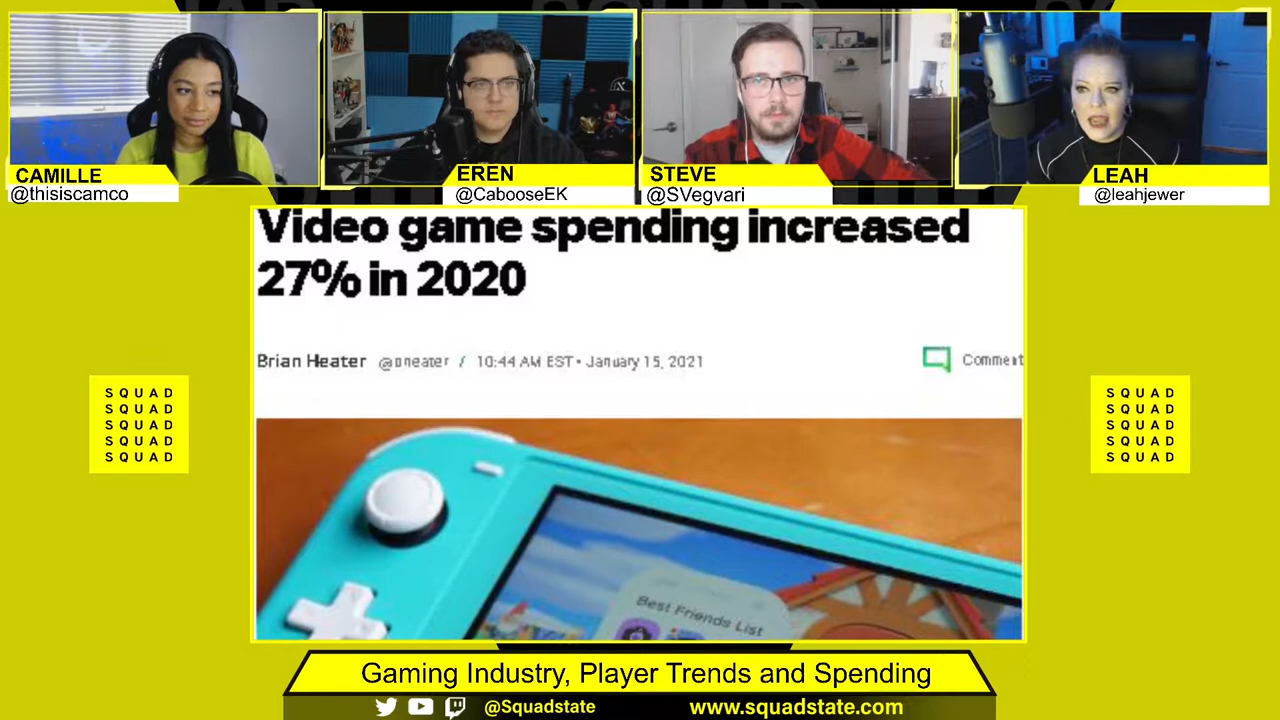 CAMILLE
@thisiscamco
EREN
@CabooseEK
STEVE
@SVegvari
LEAH
@leahjewer
Video game spending increased
27% in 2020
Brian Heater @bheater / 10:44 AM EST • January 15, 2021
Comment
SQUAD
SQUAD
SQUAD
SQUAD
SQUAD
SQUAD
SQUAD
SQUAD
SQUAD
SQUAD
Best Friends List
Gaming Industry, Player Trends and Spending
@Squadstate
www.squadstate.com